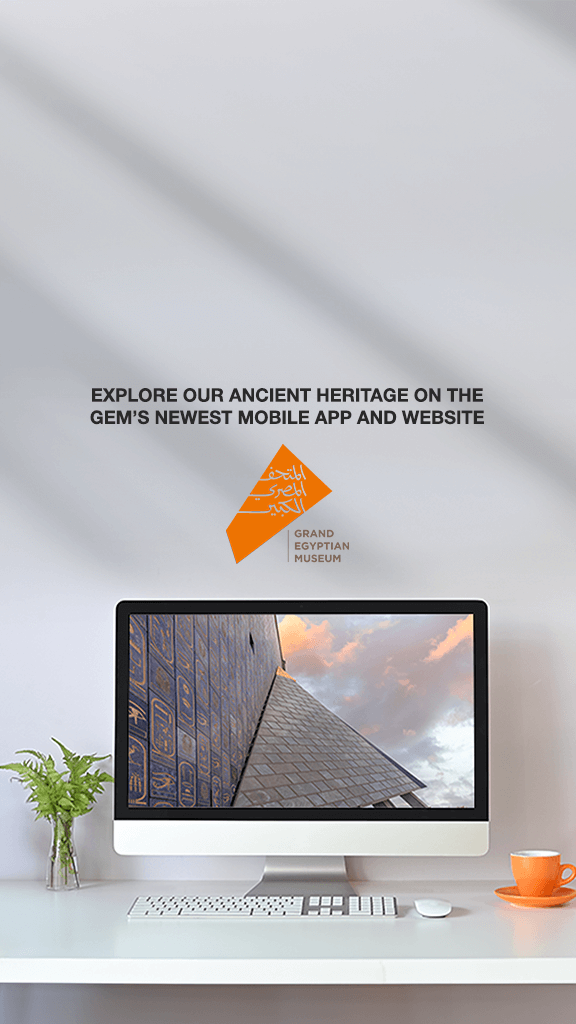 EXPLORE OUR ANCIENT HERITAGE ON THE
GEM'S NEWEST MOBILE APP AND WEBSITE
المتحف
المصري
الكبير
GRAND
EGYPTIAN
MUSEUM